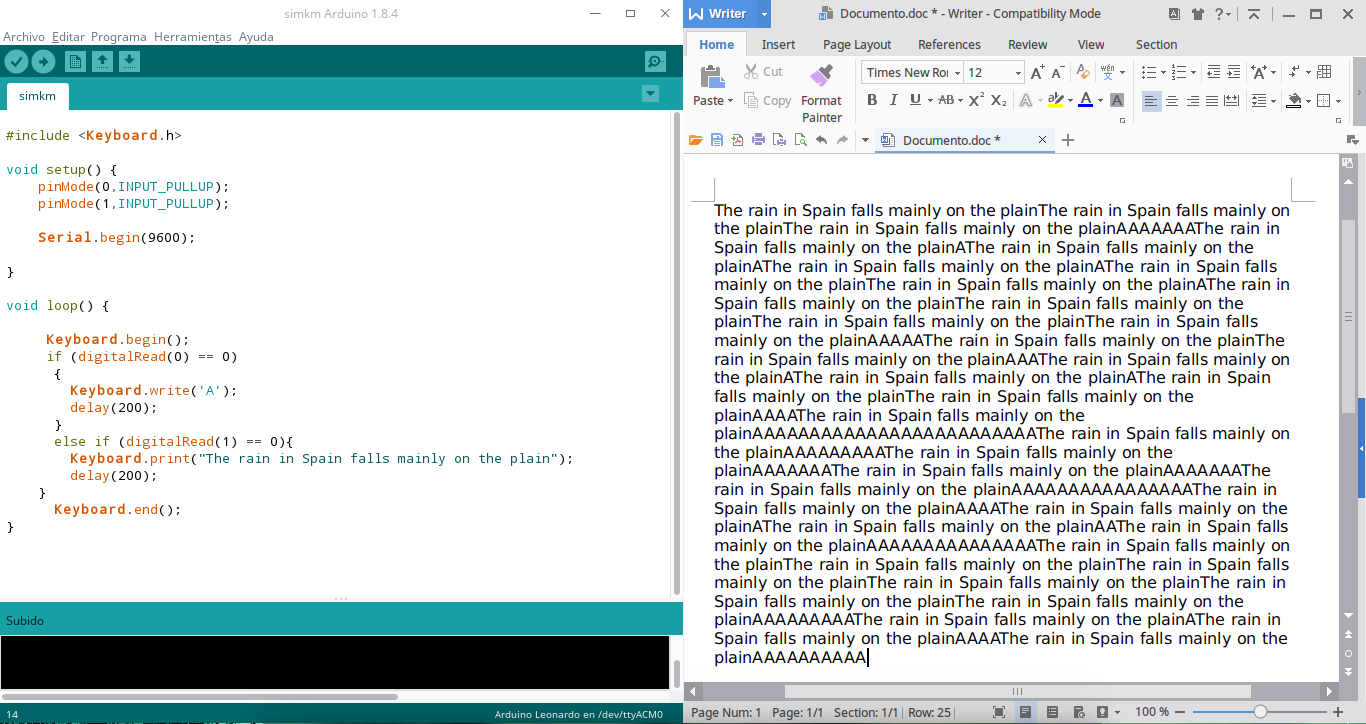 simkm Arduino 1.8.4
Archivo Editar Programa Herramientas Ayuda
simkm
#include <Keyboard.h>
void setup() {
pinMode(0,INPUT_PULLUP);
pinMode(1,INPUT_PULLUP);
Serial.begin(9600);
}
void loop() {
Keyboard.begin();
if (digitalRead(0) == 0)
{
Keyboard.write('A');
delay(200);
}
else if (digitalRead(1) == 0){
Keyboard.print("The rain in Spain falls mainly on the plain");
delay(200);
}
Keyboard.end();
}
Subido
14 Arduino Leonardo en /dev/ttyACM0
Writer Documento.doc * - Writer - Compatibility Mode
Home Insert Page Layout References Review View Section
Paste Cut Copy Format Painter
Times New Ror 12
B I U AB X² X₂ A A A
Documento.doc *
The rain in Spain falls mainly on the plainThe rain in Spain falls mainly on
the plainThe rain in Spain falls mainly on the plainAAAAAAAThe rain in
Spain falls mainly on the plainAThe rain in Spain falls mainly on the
plainAThe rain in Spain falls mainly on the plainAThe rain in Spain falls
mainly on the plainThe rain in Spain falls mainly on the plainAThe rain in
Spain falls mainly on the plainThe rain in Spain falls mainly on the
plainThe rain in Spain falls mainly on the plainThe rain in Spain falls
mainly on the plainAAAAAThe rain in Spain falls mainly on the plainThe
rain in Spain falls mainly on the plainAAAThe rain in Spain falls mainly on
the plainAThe rain in Spain falls mainly on the plainAThe rain in Spain
falls mainly on the plainThe rain in Spain falls mainly on the
plainAAAAThe rain in Spain falls mainly on the
plainAAAAAAAAAAAAAAAAAAAAAAAAAThe rain in Spain falls mainly on
the plainAAAAAAAAAThe rain in Spain falls mainly on the
plainAAAAAAAThe rain in Spain falls mainly on the plainAAAAAAAThe
rain in Spain falls mainly on the plainAAAAAAAAAAAAAAAAThe rain in
Spain falls mainly on the plainAAAAThe rain in Spain falls mainly on the
plainAThe rain in Spain falls mainly on the plainAAThe rain in Spain falls
mainly on the plainAAAAAAAAAAAAAAAThe rain in Spain falls mainly on
the plainThe rain in Spain falls mainly on the plainThe rain in Spain falls
mainly on the plainThe rain in Spain falls mainly on the plainThe rain in
Spain falls mainly on the plainThe rain in Spain falls mainly on the
plainAAAAAAAAAThe rain in Spain falls mainly on the plainAThe rain in
Spain falls mainly on the plainAAAAThe rain in Spain falls mainly on the
plainAAAAAAAAAA
Page Num: 1 Page: 1/1 Section: 1/1 Row: 25 100 %